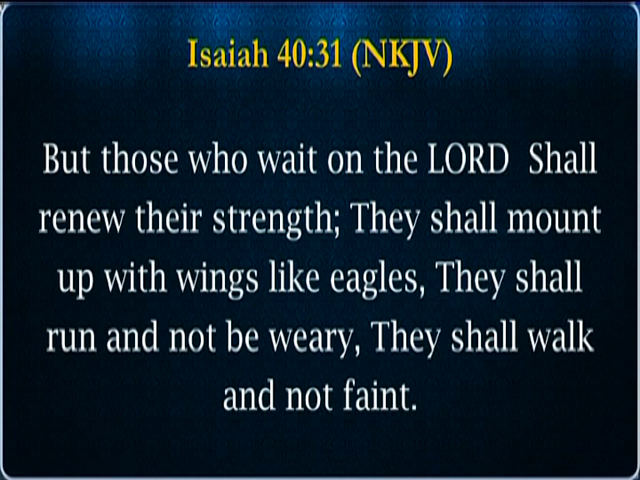 Isaiah 40:31 (NKJV)
But those who wait on the LORD  Shall
renew their strength; They shall mount
up with wings like eagles, They shall
run and not be weary, They shall walk
and not faint.